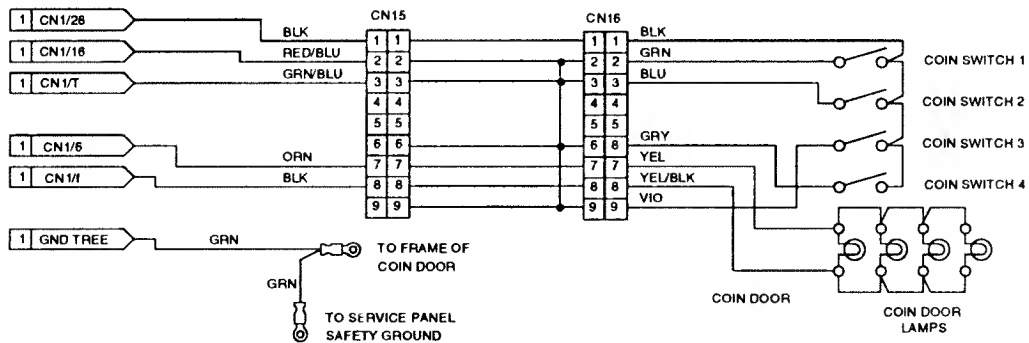 1 CN1/28
1 CN1/16
1 CN1/T
1 CN1/6
1 CN1/f
1 GND TREE
BLK
RED/BLU
GRN/BLU
ORN
BLK
GRN
GRN
TO FRAME OF
COIN DOOR
TO SERVICE PANEL
SAFETY GROUND
CN15
1 1
2 2
3 3
4 4
5 5
6 6
7 7
8 8
9 9
CN16
1 1
2 2
3 3
4 4
5 5
6 8
7 7
8 8
9 9
BLK
GRN
BLU
GRY
YEL
YEL/BLK
VIO
COIN SWITCH 1
COIN SWITCH 2
COIN SWITCH 3
COIN SWITCH 4
COIN DOOR
COIN DOOR
LAMPS